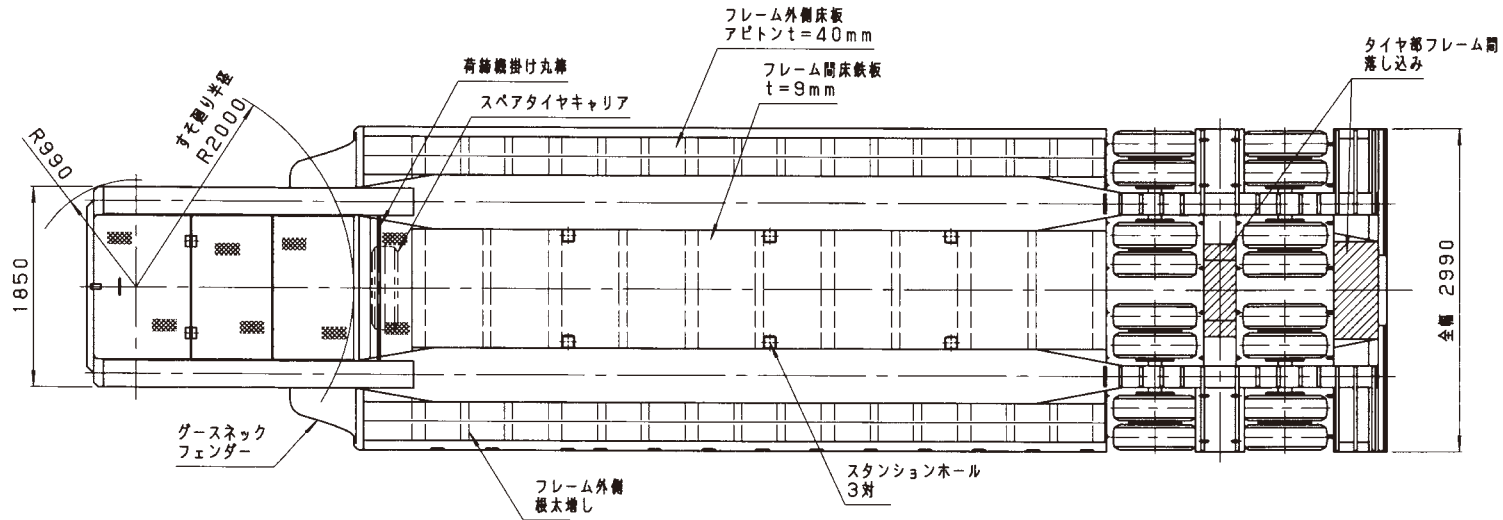 フレーム外側床板
アピトンt=40mm
タイヤ部フレーム間
落し込み
荷締機掛け丸棒
フレーム間床鉄板
t=9mm
スペアタイヤキャリア
すそ廻り半径
R2000
R990
1850
全幅 2990
グースネック
フェンダー
フレーム外側
根太増し
スタンションホール
3対